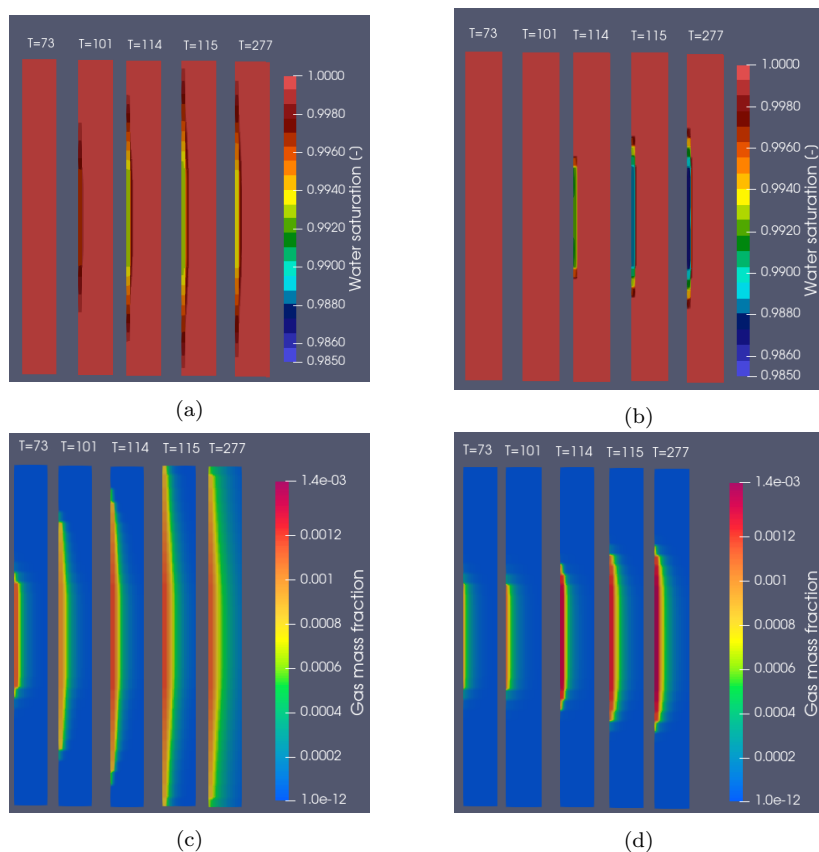 T=73 T=101 T=114 T=115 T=277
1.0000
0.9980
0.9960
0.9940
0.9920
0.9900
0.9880
0.9860
0.9850
Water saturation (-)
(a)
T=73 T=101 T=114 T=115 T=277
1.0000
0.9980
0.9960
0.9940
0.9920
0.9900
0.9880
0.9860
0.9850
Water saturation (-)
(b)
T=73 T=101 T=114 T=115 T=277
1.4e-03
0.0012
0.001
0.0008
0.0006
0.0004
0.0002
1.0e-12
Gas mass fraction
(c)
T=73 T=101 T=114 T=115 T=277
1.4e-03
0.0012
0.001
0.0008
0.0006
0.0004
0.0002
1.0e-12
Gas mass fraction
(d)